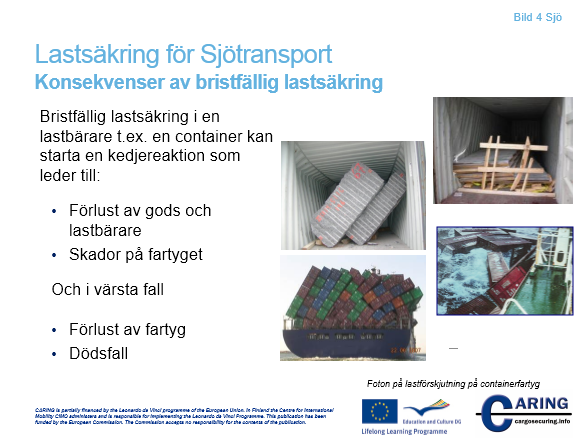 Bild 4 Sjö
Lastsäkring för Sjötransport
Konsekvenser av bristfällig lastsäkring
Bristfällig lastsäkring i en
lastbärare t.ex. en container kan
starta en kedjereaktion som
leder till:
• Förlust av gods och
lastbärare
• Skador på fartyget
Och i värsta fall
• Förlust av fartyg
• Dödsfall
Foton på lastförskjutning på containerfartyg
CARING is partially financed by the Leonardo da Vinci programme of the European Union. In Finland the Centre for International
Mobility CIMO administers and is responsible for implementing the Leonardo da Vinci Programme. This publication has been
funded by the European Commission. The Commission accepts no responsibility for the contents of the publication.
Education and Culture DG
Lifelong Learning Programme
CARING
cargosecuring.info